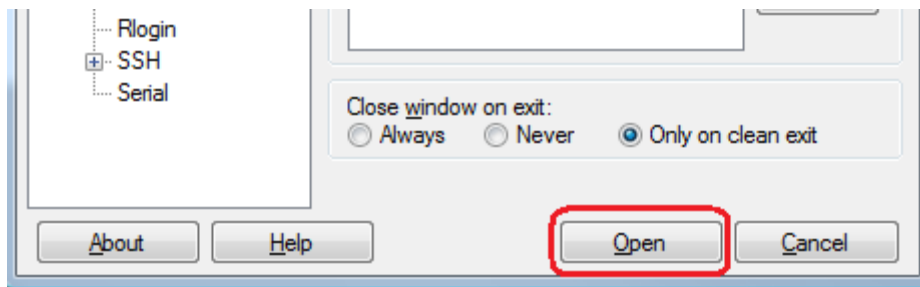 Rlogin
SSH
Serial
Close window on exit:
Always Never Only on clean exit
About Help Open Cancel